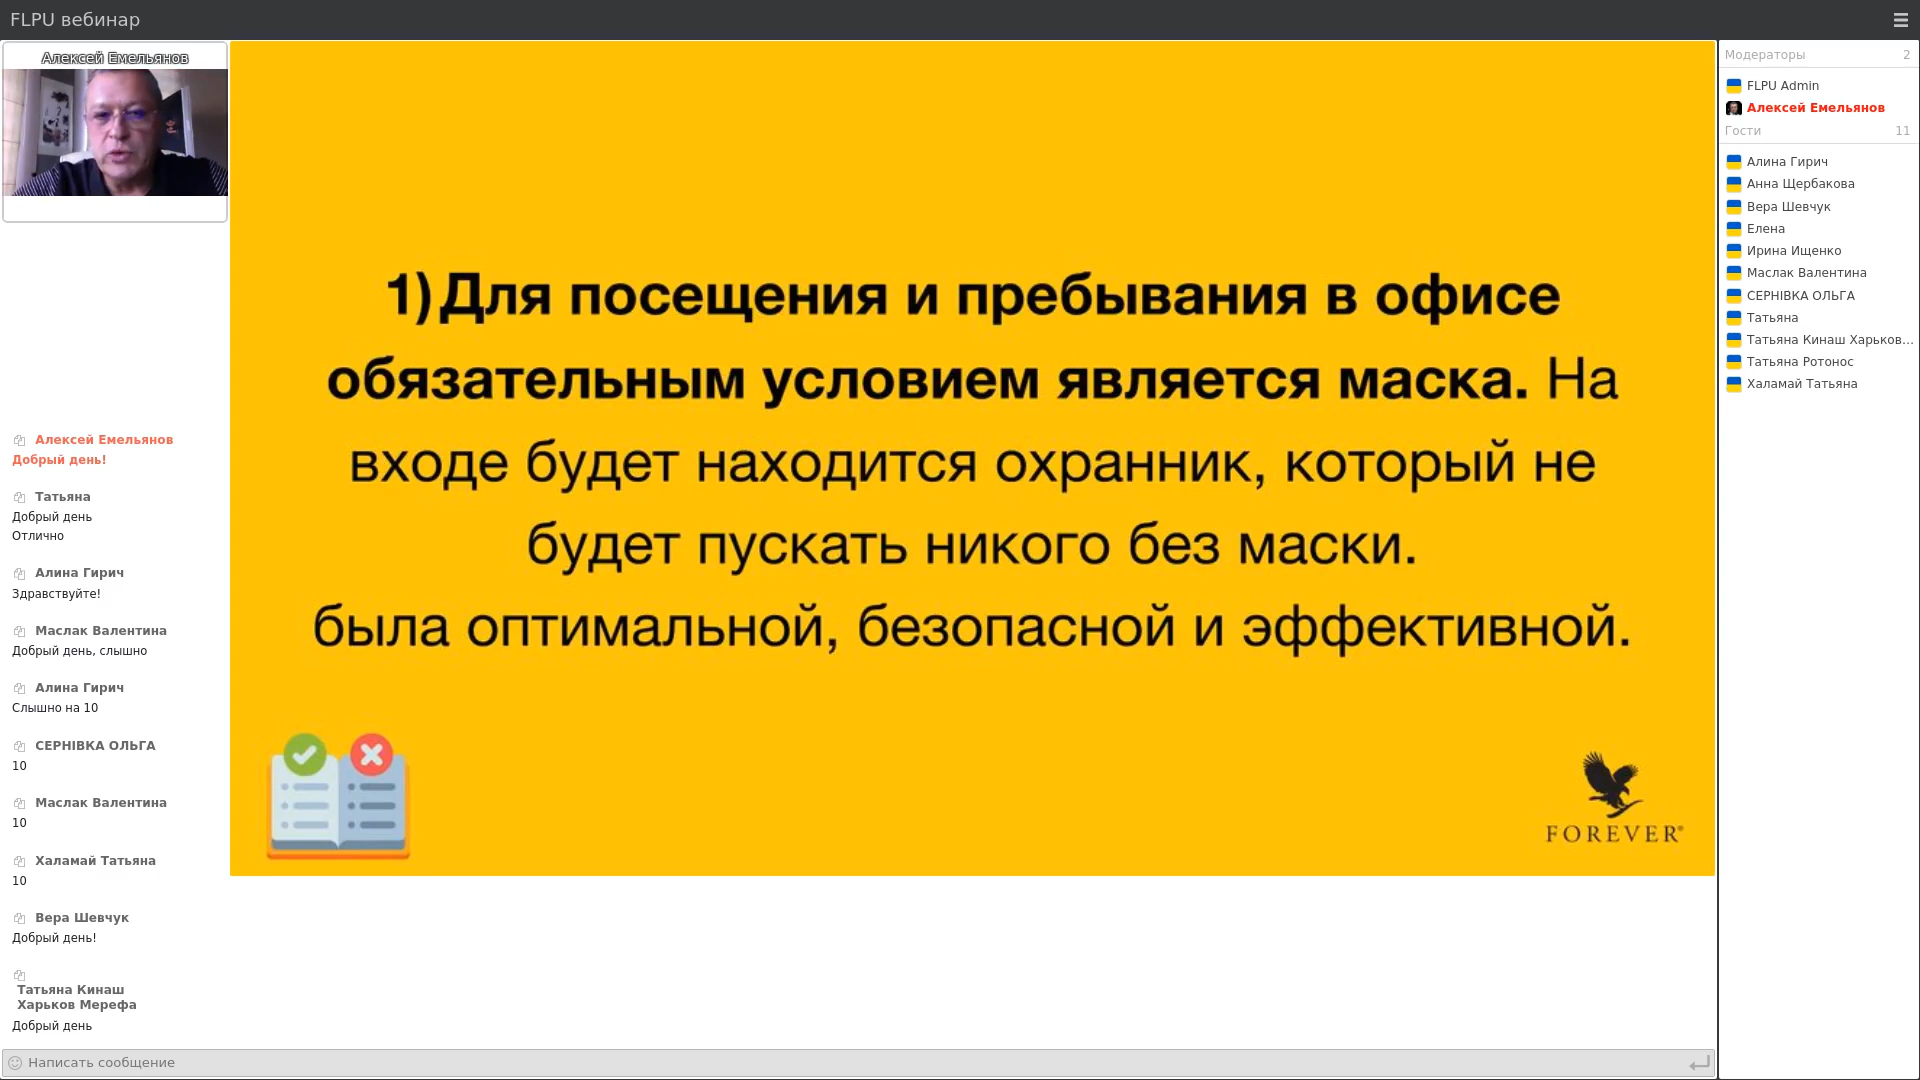 FLPU вебинар
Алексей Емельянов
Алексей Емельянов
Добрый день!
Татьяна
Добрый день
Отлично
Алина Гирич
Здравствуйте!
Маслак Валентина
Добрый день, слышно
Алина Гирич
Слышно на 10
СЕРНІВКА ОЛЬГА
10
Маслак Валентина
10
Халамай Татьяна
10
Вера Шевчук
Добрый день!
Татьяна Кинаш
Харьков Мерефа
Добрый день
Написать сообщение
1)Для посещения и пребывания в офисе
обязательным условием является маска. На
входе будет находится охранник, который не
будет пускать никого без маски.
была оптимальной, безопасной и эффективной.
FOREVER®
Модераторы 2
FLPU Admin
Алексей Емельянов
Гости 11
Алина Гирич
Анна Щербакова
Вера Шевчук
Елена
Ирина Ищенко
Маслак Валентина
СЕРНІВКА ОЛЬГА
Татьяна
Татьяна Кинаш Харьков...
Татьяна Ротонос
Халамай Татьяна